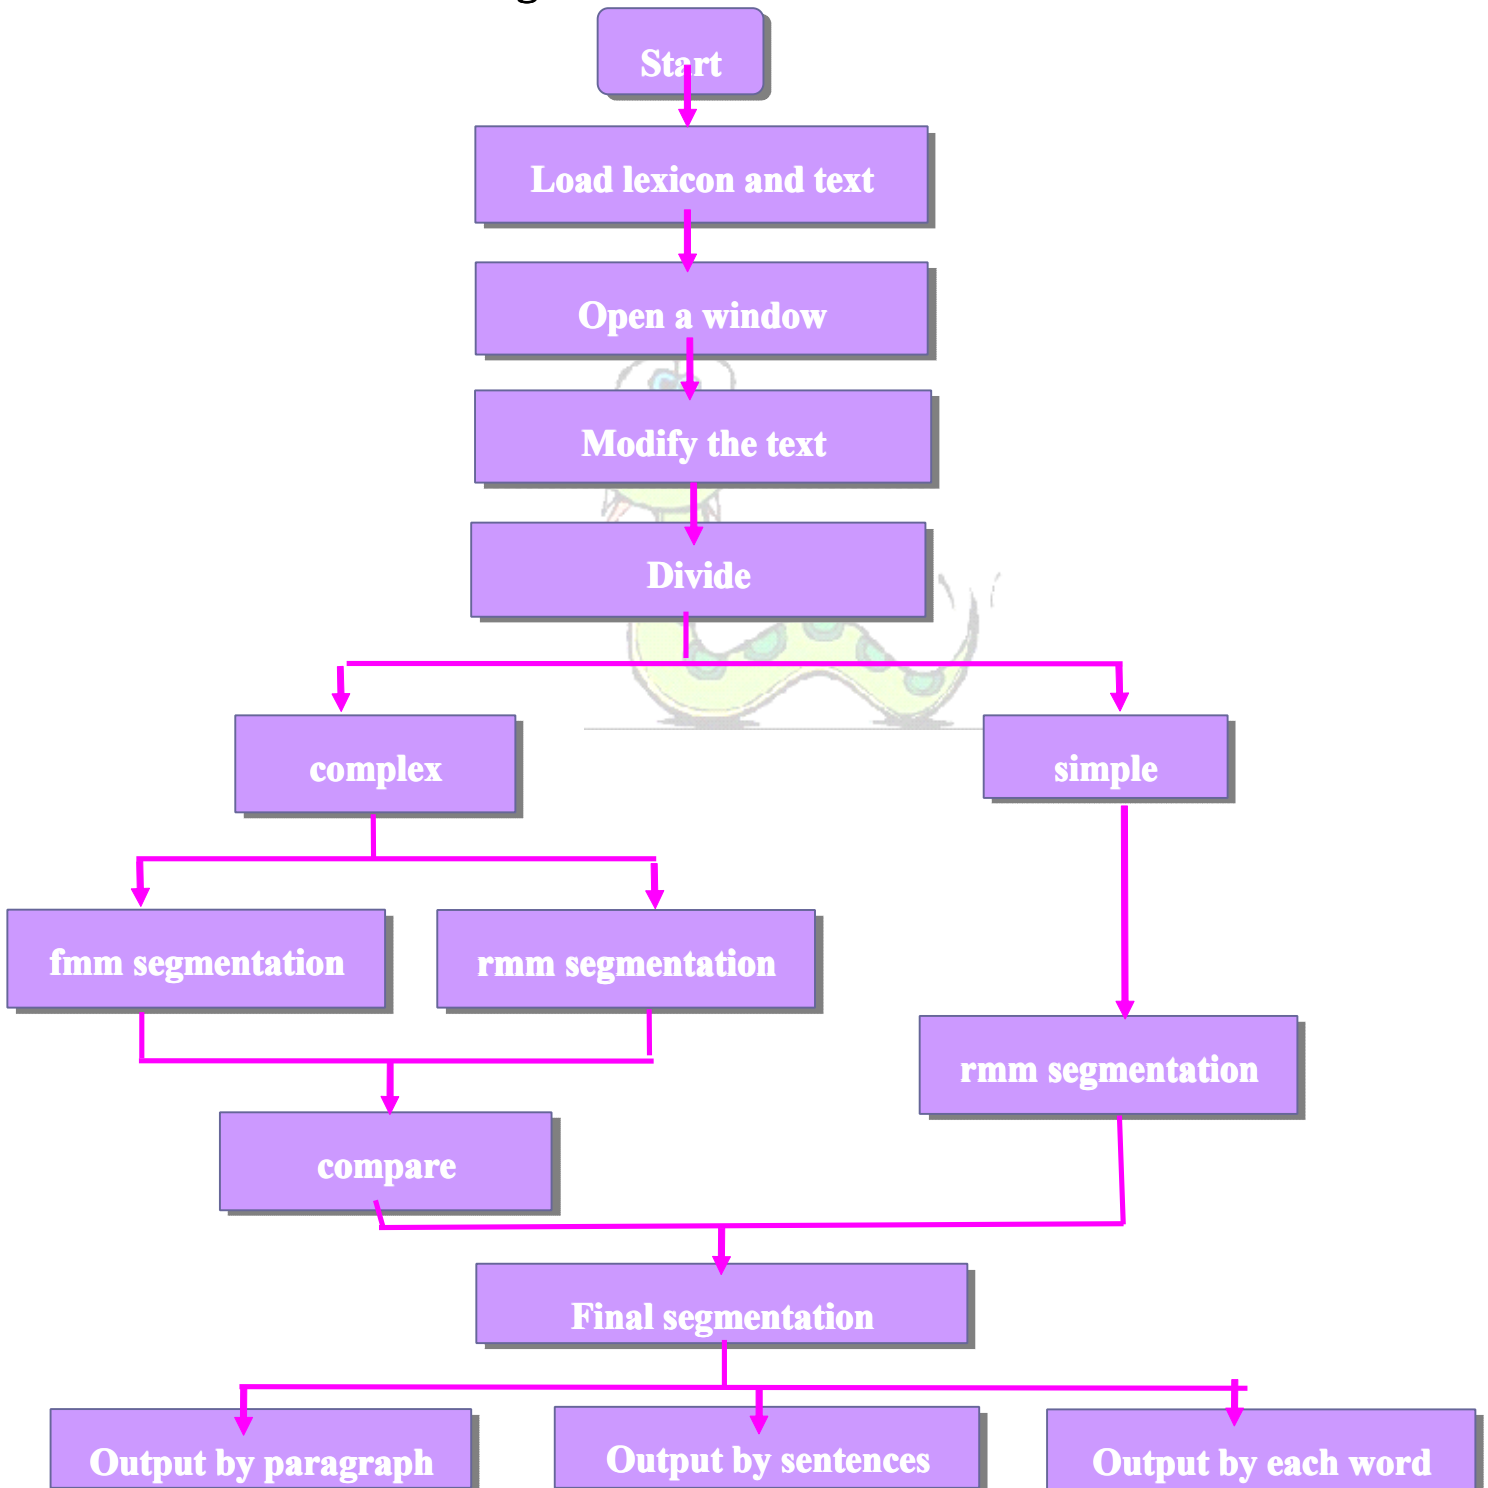 Start
Load lexicon and text
Open a window
Modify the text
Divide
complex
simple
fmm segmentation
rmm segmentation
rmm segmentation
compare
Final segmentation
Output by paragraph
Output by sentences
Output by each word